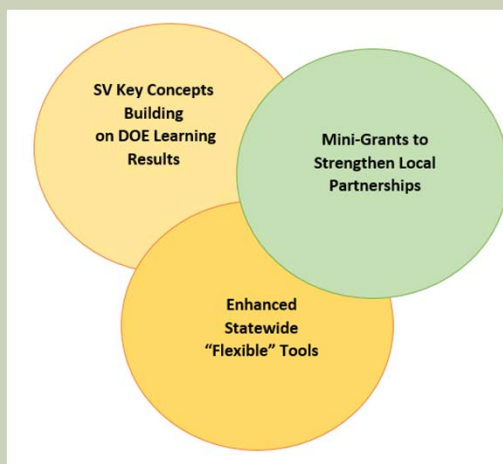 SV Key Concepts
Building
on DOE Learning
Results
Mini-Grants to
Strengthen Local
Partnerships
Enhanced
Statewide
“Flexible” Tools